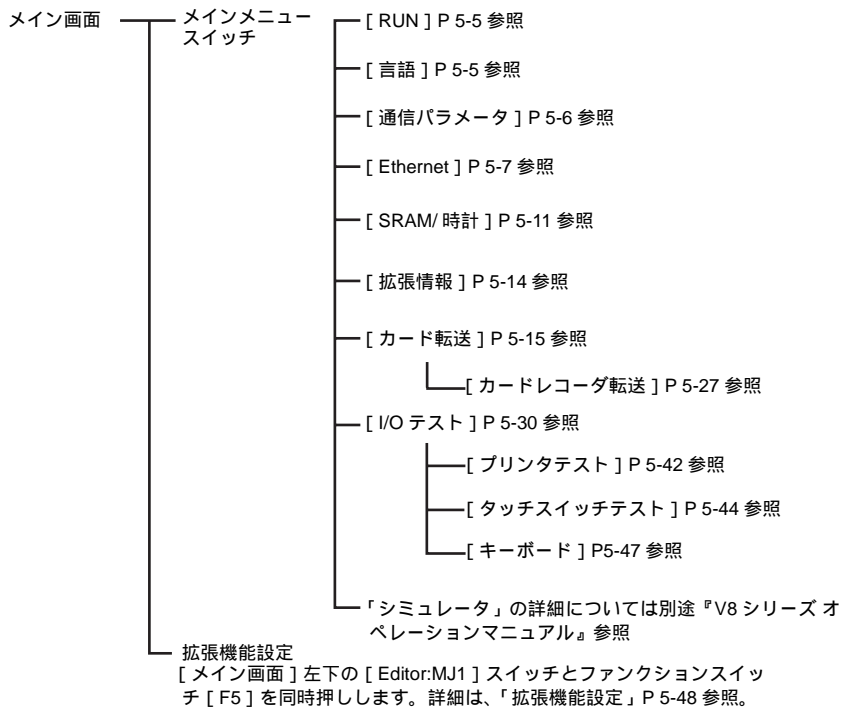 メイン画面
メインメニュー
スイッチ
[ RUN ] P 5-5 参照
[ 言語 ] P 5-5 参照
[ 通信パラメータ ] P 5-6 参照
[ Ethernet ] P 5-7 参照
[ SRAM/ 時計 ] P 5-11 参照
[ 拡張情報 ] P 5-14 参照
[ カード転送 ] P 5-15 参照
[ カードレコーダ転送 ] P 5-27 参照
[ I/O テスト ] P 5-30 参照
[ プリンタテスト ] P 5-42 参照
[ タッチスイッチテスト ] P 5-44 参照
[ キーボード ] P5-47 参照
「シミュレータ」の詳細については別途『V8 シリーズ オ
ペレーションマニュアル』参照
拡張機能設定
[ メイン画面 ] 左下の [ Editor:MJ1 ] スイッチとファンクションスイッ
チ [ F5 ] を同時押しします。詳細は、「拡張機能設定」P 5-48 参照。